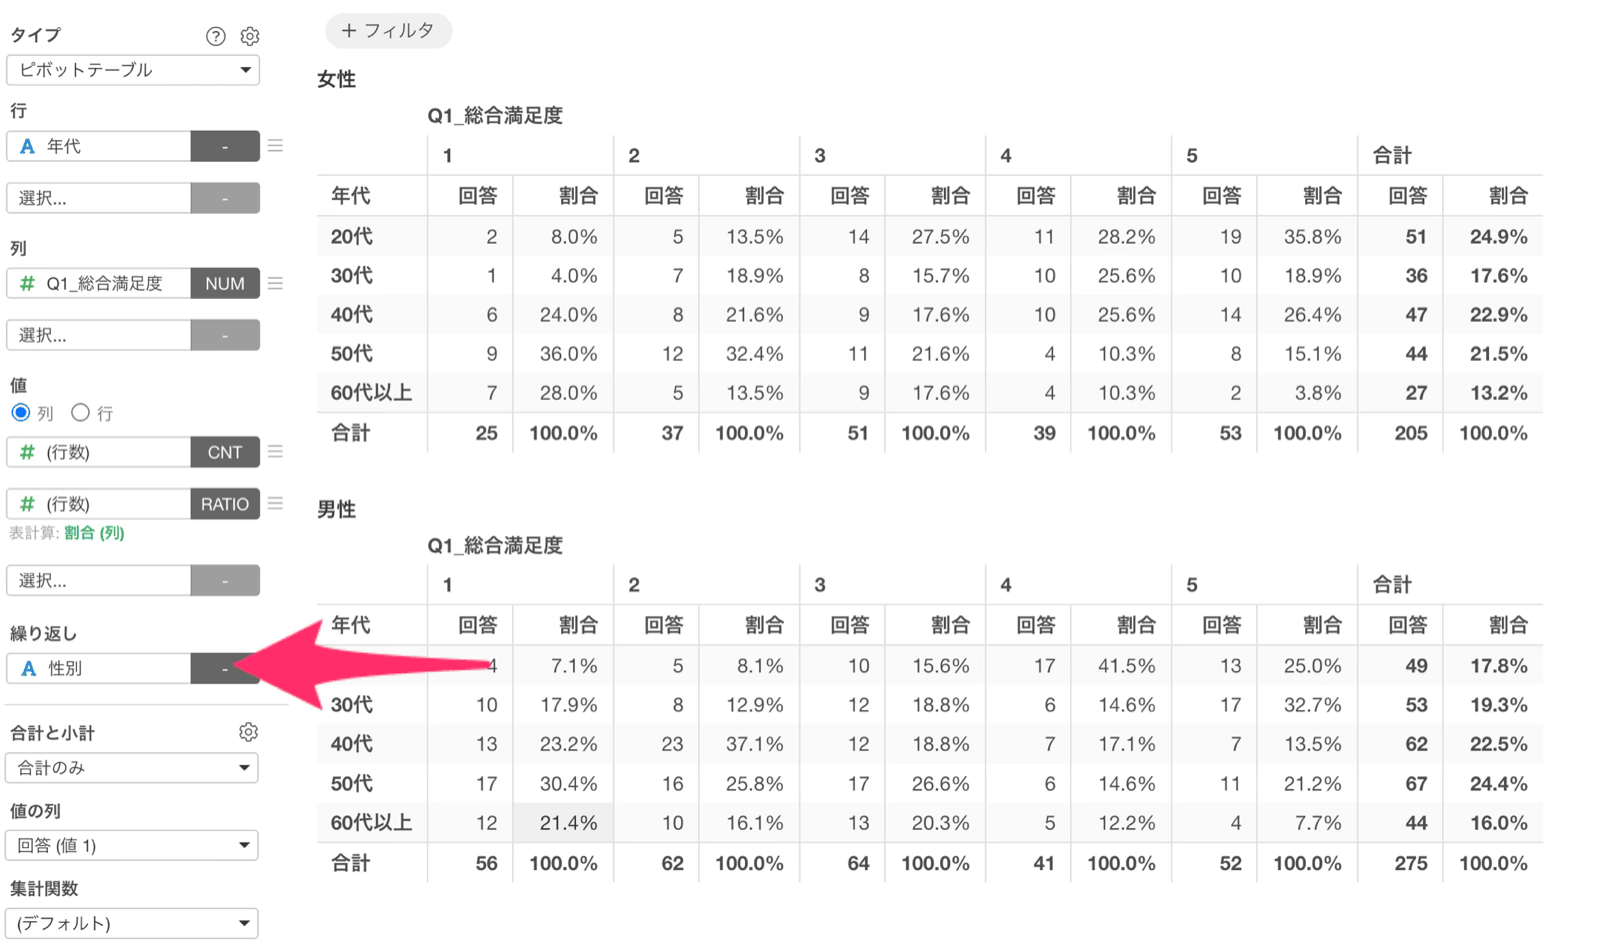 タイプ ?
ピボットテーブル
行
A 年代 -
選択... -
列
# Q1_総合満足度 NUM
選択... -
値
列 行
# (行数) CNT
# (行数) RATIO
表計算: 割合 (列)
選択... -
繰り返し
A 性別 -
合計と小計
合計のみ
値の列
回答 (値 1)
集計関数
(デフォルト)
+ フィルタ
女性
Q1_総合満足度
1 2 3 4 5 合計
年代 回答 割合 回答 割合 回答 割合 回答 割合 回答 割合 回答 割合
20代 2 8.0% 5 13.5% 14 27.5% 11 28.2% 19 35.8% 51 24.9%
30代 1 4.0% 7 18.9% 8 15.7% 10 25.6% 10 18.9% 36 17.6%
40代 6 24.0% 8 21.6% 9 17.6% 10 25.6% 14 26.4% 47 22.9%
50代 9 36.0% 12 32.4% 11 21.6% 4 10.3% 8 15.1% 44 21.5%
60代以上 7 28.0% 5 13.5% 9 17.6% 4 10.3% 2 3.8% 27 13.2%
合計 25 100.0% 37 100.0% 51 100.0% 39 100.0% 53 100.0% 205 100.0%
男性
Q1_総合満足度
1 2 3 4 5 合計
年代 回答 割合 回答 割合 回答 割合 回答 割合 回答 割合 回答 割合
4 7.1% 5 8.1% 10 15.6% 17 41.5% 13 25.0% 49 17.8%
30代 10 17.9% 8 12.9% 12 18.8% 6 14.6% 17 32.7% 53 19.3%
40代 13 23.2% 23 37.1% 12 18.8% 7 17.1% 7 13.5% 62 22.5%
50代 17 30.4% 16 25.8% 17 26.6% 6 14.6% 11 21.2% 67 24.4%
60代以上 12 21.4% 10 16.1% 13 20.3% 5 12.2% 4 7.7% 44 16.0%
合計 56 100.0% 62 100.0% 64 100.0% 41 100.0% 52 100.0% 275 100.0%